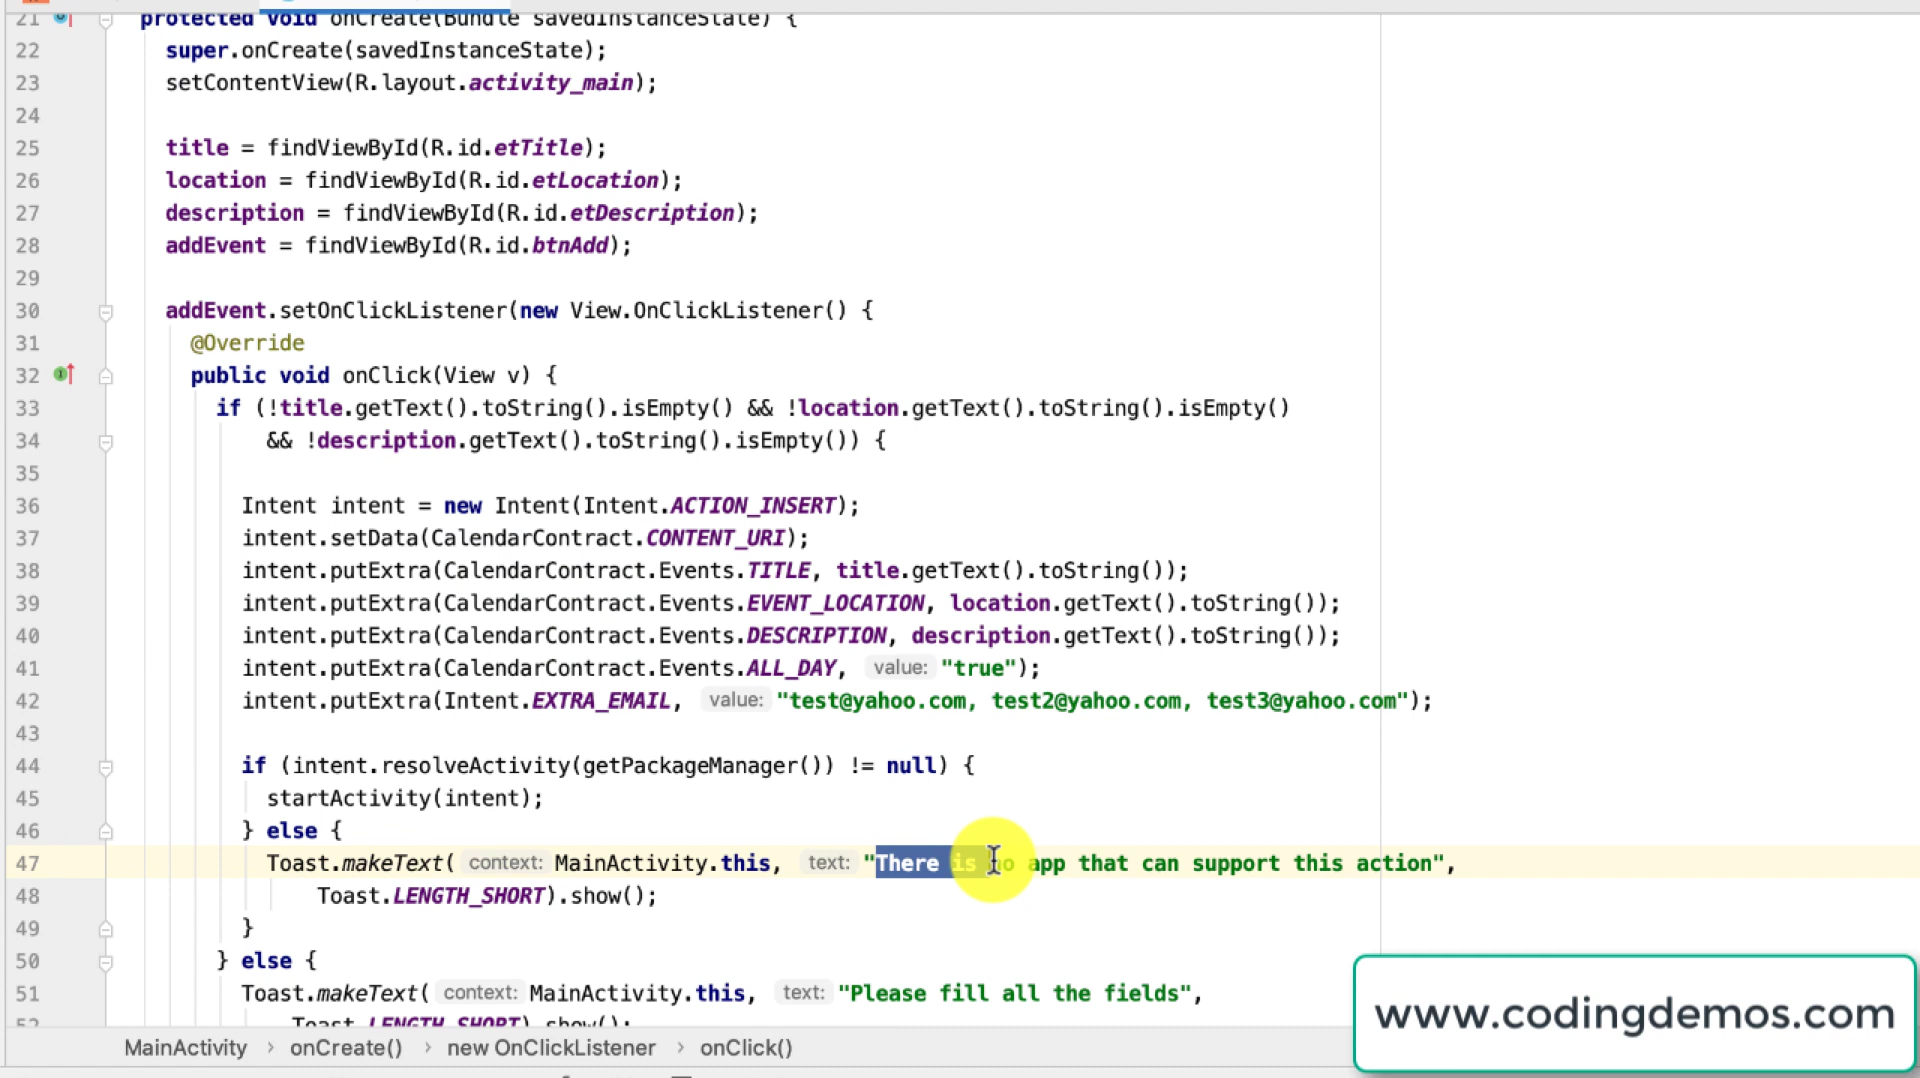 21 protected void onCreate(Bundle savedInstanceState) {
22 super.onCreate(savedInstanceState);
23 setContentView(R.layout.activity_main);
24
25 title = findViewById(R.id.etTitle);
26 location = findViewById(R.id.etLocation);
27 description = findViewById(R.id.etDescription);
28 addEvent = findViewById(R.id.btnAdd);
29
30 addEvent.setOnClickListener(new View.OnClickListener() {
31 @Override
32 public void onClick(View v) {
33 if (!title.getText().toString().isEmpty() && !location.getText().toString().isEmpty()
34 && !description.getText().toString().isEmpty()) {
35
36 Intent intent = new Intent(Intent.ACTION_INSERT);
37 intent.setData(CalendarContract.CONTENT_URI);
38 intent.putExtra(CalendarContract.Events.TITLE, title.getText().toString());
39 intent.putExtra(CalendarContract.Events.EVENT_LOCATION, location.getText().toString());
40 intent.putExtra(CalendarContract.Events.DESCRIPTION, description.getText().toString());
41 intent.putExtra(CalendarContract.Events.ALL_DAY, value: "true");
42 intent.putExtra(Intent.EXTRA_EMAIL, value: "test@yahoo.com, test2@yahoo.com, test3@yahoo.com");
43
44 if (intent.resolveActivity(getPackageManager()) != null) {
45 startActivity(intent);
46 } else {
47 Toast.makeText( context: MainActivity.this, text: "There is no app that can support this action",
48 Toast.LENGTH_SHORT).show();
49 }
50 } else {
51 Toast.makeText( context: MainActivity.this, text: "Please fill all the fields",
52 Toast.LENGTH_SHORT).show();
MainActivity > onCreate() > new OnClickListener > onClick()
www.codingdemos.com